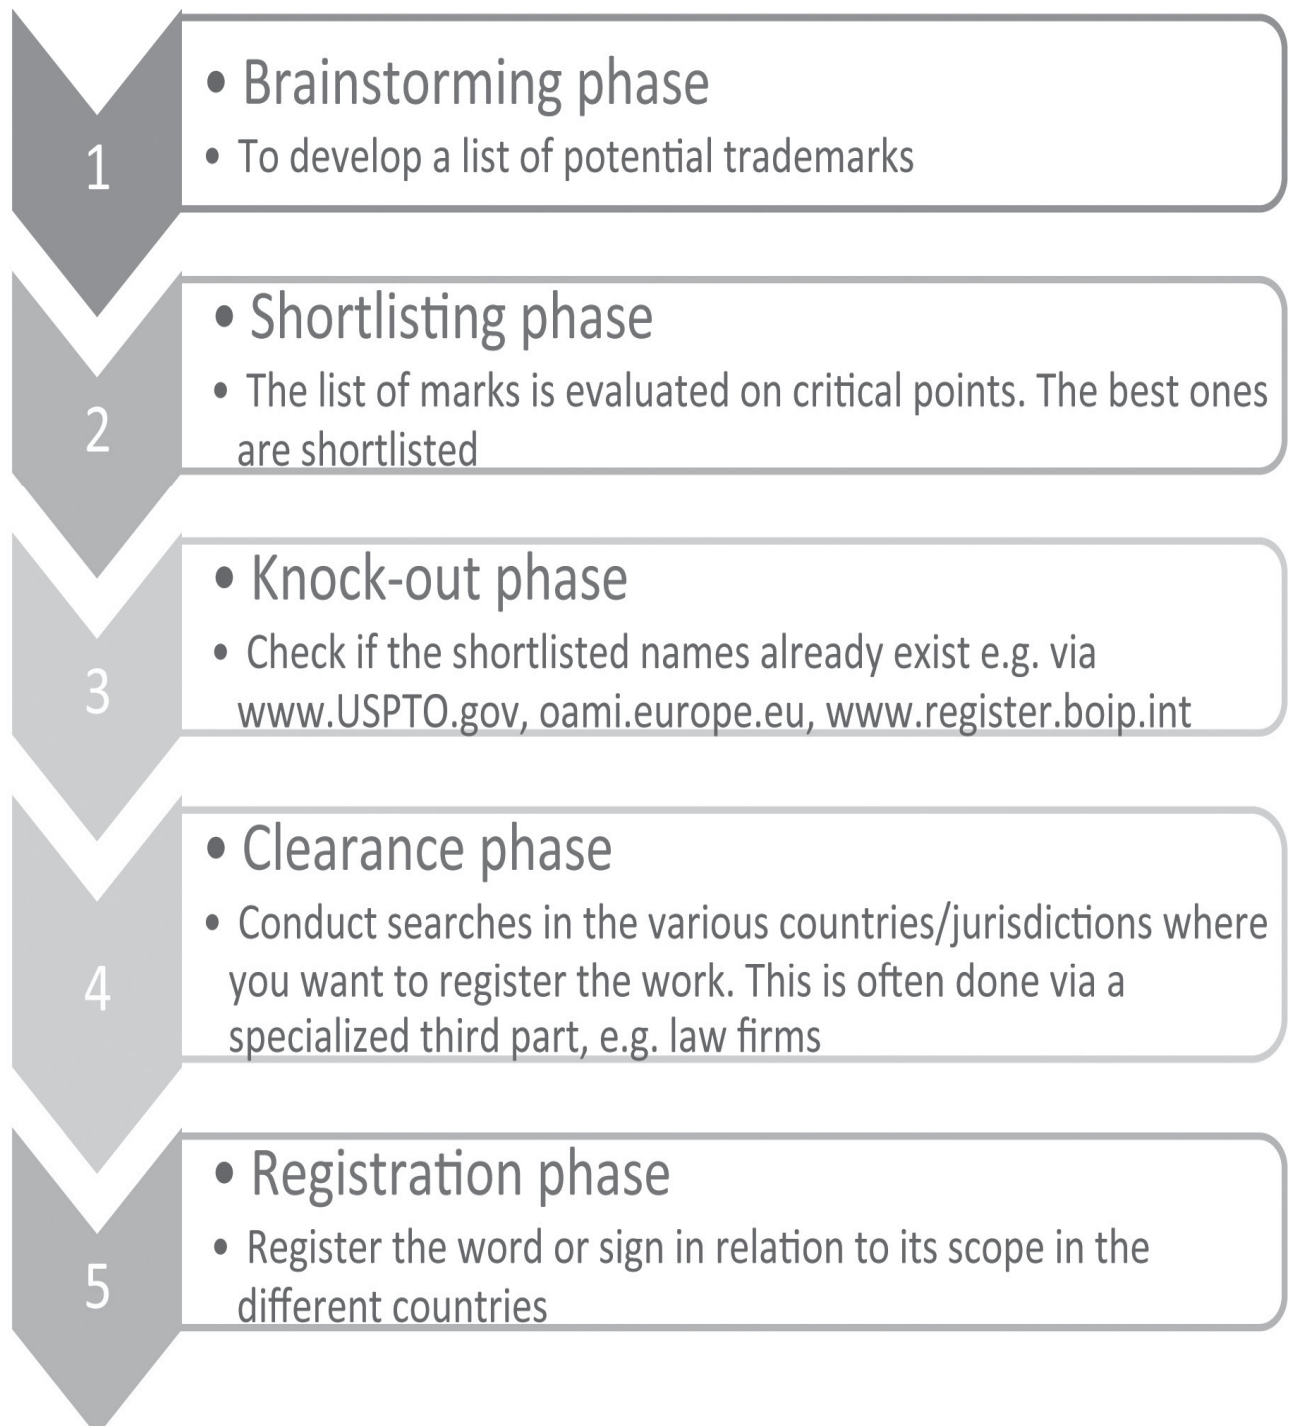 1
• Brainstorming phase
• To develop a list of potential trademarks
2
• Shortlisting phase
• The list of marks is evaluated on critical points. The best ones
are shortlisted
3
• Knock-out phase
• Check if the shortlisted names already exist e.g. via
www.USPTO.gov, oami.europe.eu, www.register.boip.int
4
• Clearance phase
• Conduct searches in the various countries/jurisdictions where
you want to register the work. This is often done via a
specialized third part, e.g. law firms
5
• Registration phase
• Register the word or sign in relation to its scope in the
different countries